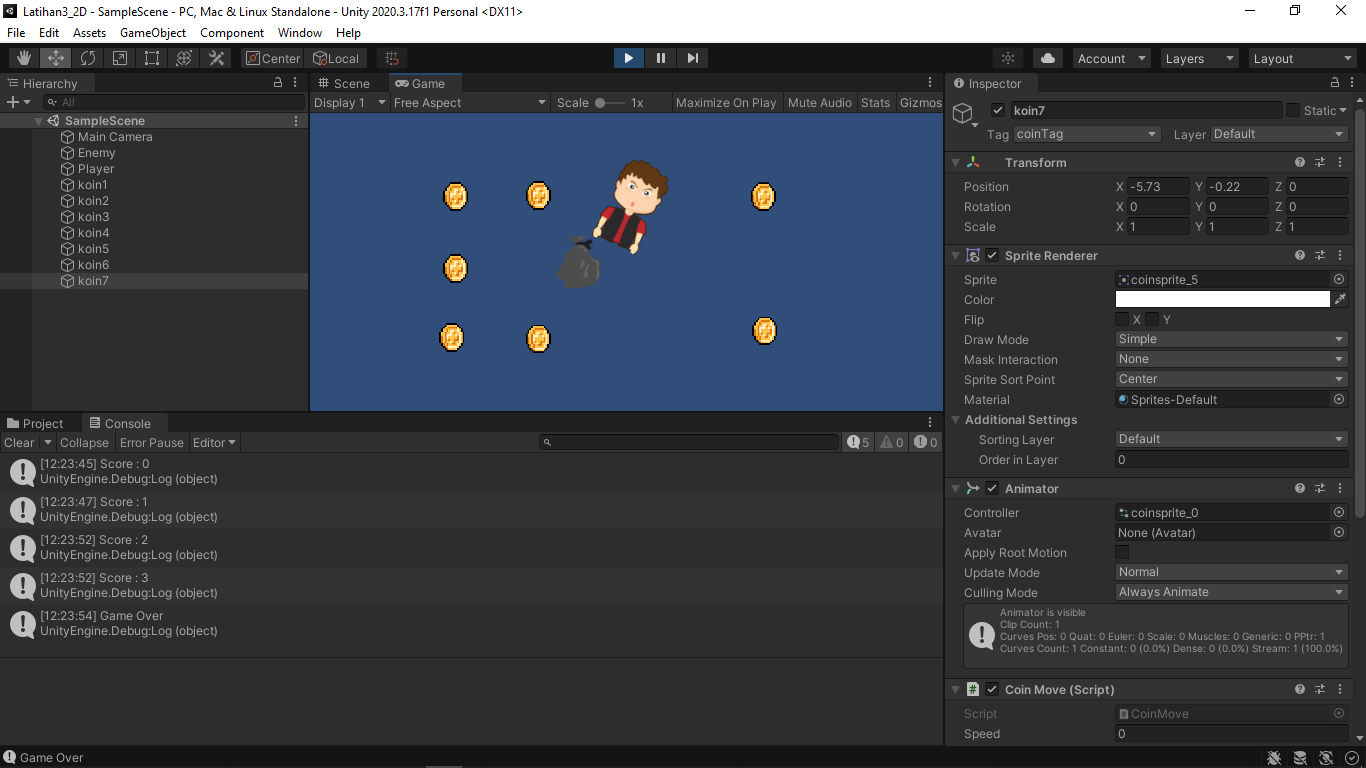 Latihan3_2D - SampleScene - PC, Mac & Linux Standalone - Unity 2020.3.17f1 Personal <DX11>
File Edit Assets GameObject Component Window Help
Center Local Account Layers Layout
Hierarchy
All
SampleScene
Main Camera
Enemy
Player
koin1
koin2
koin3
koin4
koin5
koin6
koin7
Scene Game
Display 1 Free Aspect Scale 1x Maximize On Play Mute Audio Stats Gizmos
Project Console
Clear Collapse Error Pause Editor 5 0 0
[12:23:45] Score : 0
UnityEngine.Debug:Log (object)
[12:23:47] Score : 1
UnityEngine.Debug:Log (object)
[12:23:52] Score : 2
UnityEngine.Debug:Log (object)
[12:23:52] Score : 3
UnityEngine.Debug:Log (object)
[12:23:54] Game Over
UnityEngine.Debug:Log (object)
Inspector
koin7 Static
Tag coinTag Layer Default
Transform
Position X -5.73 Y -0.22 Z 0
Rotation X 0 Y 0 Z 0
Scale X 1 Y 1 Z 1
Sprite Renderer
Sprite coinsprite_5
Color
Flip X Y
Draw Mode Simple
Mask Interaction None
Sprite Sort Point Center
Material Sprites-Default
Additional Settings
Sorting Layer Default
Order in Layer 0
Animator
Controller coinsprite_0
Avatar None (Avatar)
Apply Root Motion
Update Mode Normal
Culling Mode Always Animate
Animator is visible
Clip Count: 1
Curves Pos: 0 Quat: 0 Euler: 0 Scale: 0 Muscles: 0 Generic: 0 PPtr: 1
Curves Count: 1 Constant: 0 (0.0%) Dense: 0 (0.0%) Stream: 1 (100.0%)
Coin Move (Script)
Script CoinMove
Speed 0
Game Over